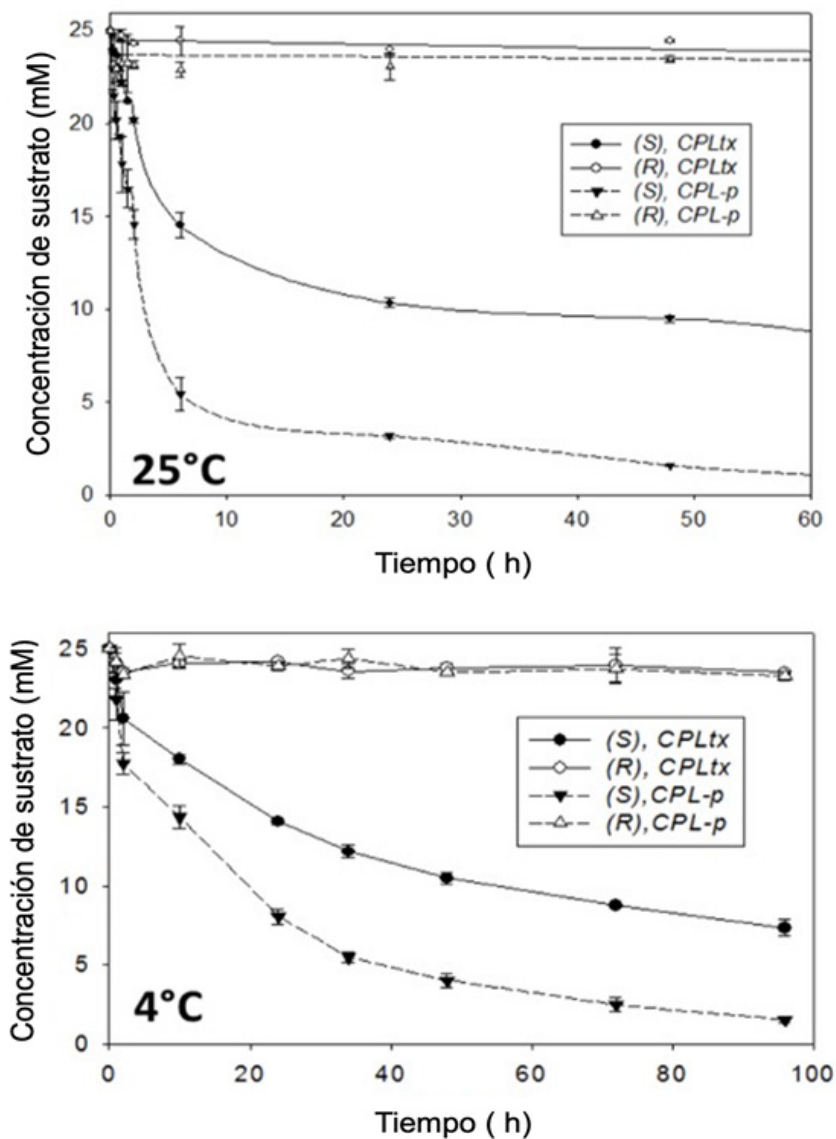 Concentración de sustrato (mM)
25
20
15
10
5
0
(S), CPLtx
(R), CPLtx
(S), CPL-p
(R), CPL-p
25°C
0 10 20 30 40 50 60
Tiempo ( h)
Concentración de sustrato (mM)
25
20
15
10
5
0
(S), CPLtx
(R), CPLtx
(S),CPL-p
(R),CPL-p
4°C
0 20 40 60 80 100
Tiempo ( h)